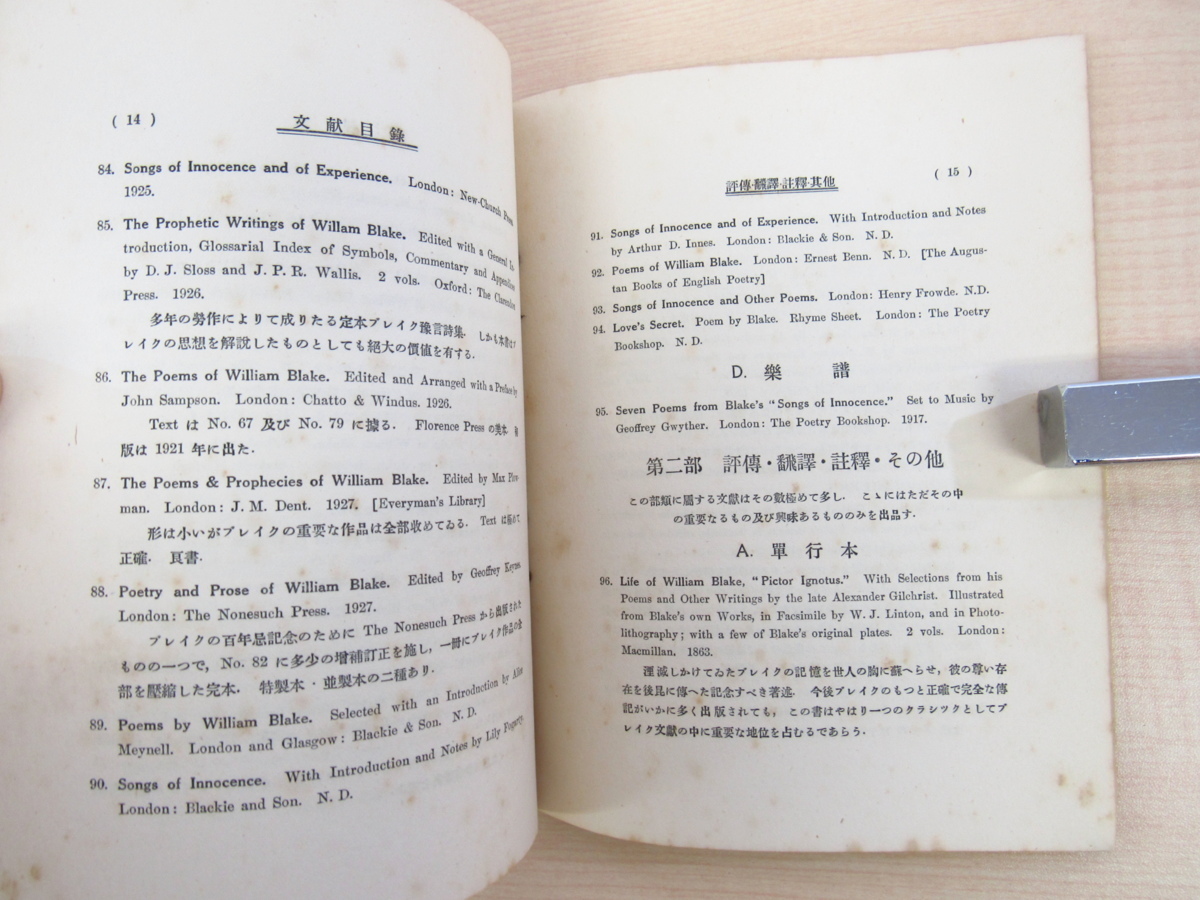 ( 14 )
文献目錄
84. Songs of Innocence and of Experience. London: New-Church Press
1925.
85. The Prophetic Writings of Willam Blake. Edited with a General In
troduction, Glossarial Index of Symbols, Commentary and Appendices
by D. J. Sloss and J. P. R. Wallis. 2 vols. Oxford: The Clarendon
Press. 1926.
多年の勞作によりて成りたる定本ブレイク豫言詩集. しかも本書はブ
レイクの思想を解說したものとしても絕大の價値を有する.
86. The Poems of William Blake. Edited and Arranged with a Preface by
John Sampson. London: Chatto & Windus. 1926.
Text は No. 67 及び No. 79 に據る. Florence Press の美本
版は 1921 年に出た.
87. The Poems & Prophecies of William Blake. Edited by Max Plow-
man. London: J. M. Dent. 1927. [Everyman's Library]
形は小いがブレイクの重要な作品は全部收めてゐる. Text は極めて
正確. 良書.
88. Poetry and Prose of William Blake. Edited by Geoffrey Keynes.
London: The Nonesuch Press. 1927.
ブレイクの百年忌記念のために The Nonesuch Press から出版された
ものの一つで, No. 82 に多少の增補訂正を施し, 一冊にブレイク作品の全
部を壓縮した完本. 特製本・並製本の二種あり.
89. Poems by William Blake. Selected with an Introduction by Alice
Meynell. London and Glasgow: Blackie & Son. N. D.
90. Songs of Innocence. With Introduction and Notes by Lily Fogarty.
London: Blackie and Son. N. D.
評傳・飜譯・註釋・其他
( 15 )
91. Songs of Innocence and of Experience. With Introduction and Notes
by Arthur D. Innes. London: Blackie & Son. N. D.
92. Poems of William Blake. London: Ernest Benn. N. D. [The Augus-
tan Books of English Poetry]
93. Songs of Innocence and Other Poems. London: Henry Frowde. N.D.
94. Love's Secret. Poem by Blake. Rhyme Sheet. London: The Poetry
Bookshop. N. D.
D. 樂譜
95. Seven Poems from Blake's "Songs of Innocence." Set to Music by
Geoffrey Gwyther. London: The Poetry Bookshop. 1917.
第二部 評傳・飜譯・註釋・その他
この部類に屬する文獻はその數極めて多し. こゝにはただその中
の重要なるもの及び興味あるもののみを出品す.
A. 單行本
96. Life of William Blake, "Pictor Ignotus." With Selections from his
Poems and Other Writings by the late Alexander Gilchrist. Illustrated
from Blake's own Works, in Facsimile by W. J. Linton, and in Photo-
lithography; with a few of Blake's original plates. 2 vols. London:
Macmillan. 1863.
湮滅しかけてゐたブレイクの記憶を世人の胸に蘇へらせ, 彼の尊い存
在を後昆に傳へた記念すべき著述. 今後ブレイクのもつと正確で完全な傳
記がいかに多く出版されても, この書はやはり一つのクラシックとしてブ
レイク文獻の中に重要な地位を占むるであらう.